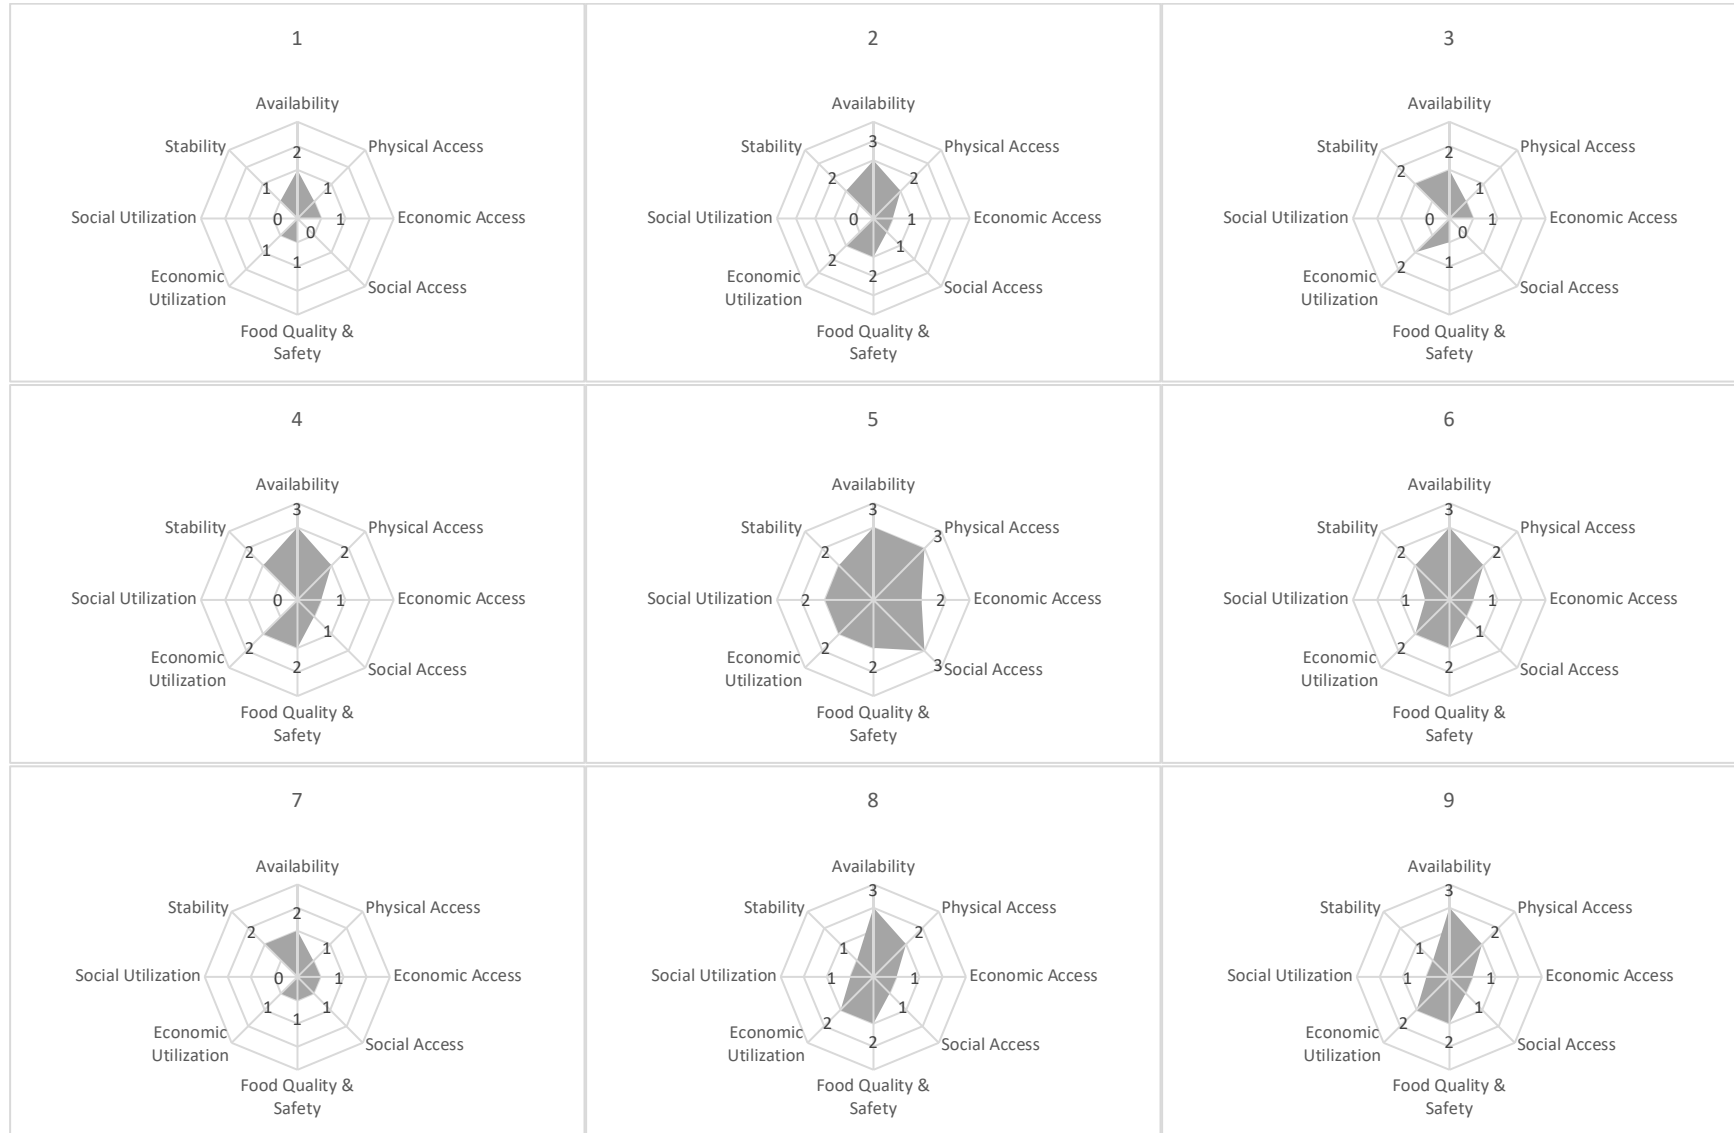 1
Availability
2
Stability
Physical Access
1
1
Social Utilization
0
1
Economic Access
0
1
1
Economic
Utilization
Social Access
Food Quality &
Safety
2
Availability
3
Stability
Physical Access
2
2
Social Utilization
0
1
Economic Access
1
2
2
Economic
Utilization
Social Access
Food Quality &
Safety
3
Availability
2
Stability
Physical Access
2
1
Social Utilization
0
1
Economic Access
0
2
1
Economic
Utilization
Social Access
Food Quality &
Safety
4
Availability
3
Stability
Physical Access
2
2
Social Utilization
0
1
Economic Access
1
2
2
Economic
Utilization
Social Access
Food Quality &
Safety
5
Availability
3
Stability
Physical Access
3
2
Social Utilization
2
2
Economic Access
2
2
3
Economic
Utilization
Social Access
Food Quality &
Safety
6
Availability
3
Stability
Physical Access
2
2
Social Utilization
1
1
Economic Access
1
2
2
Economic
Utilization
Social Access
Food Quality &
Safety
7
Availability
2
Stability
Physical Access
2
1
Social Utilization
0
1
Economic Access
1
1
1
Economic
Utilization
Social Access
Food Quality &
Safety
8
Availability
3
Stability
Physical Access
2
1
Social Utilization
1
1
Economic Access
1
2
2
Economic
Utilization
Social Access
Food Quality &
Safety
9
Availability
3
Stability
Physical Access
2
1
Social Utilization
1
1
Economic Access
1
2
2
Economic
Utilization
Social Access
Food Quality &
Safety